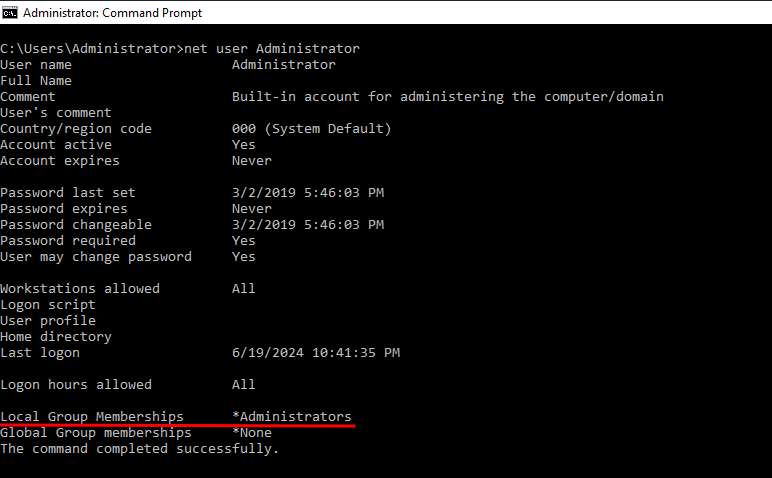 Administrator: Command Prompt
C:\Users\Administrator>net user Administrator
User name                    Administrator
Full Name
Comment                      Built-in account for administering the computer/domain
User's comment
Country/region code          000 (System Default)
Account active               Yes
Account expires              Never
Password last set            3/2/2019 5:46:03 PM
Password expires             Never
Password changeable          3/2/2019 5:46:03 PM
Password required            Yes
User may change password     Yes
Workstations allowed         All
Logon script
User profile
Home directory
Last logon                   6/19/2024 10:41:35 PM
Logon hours allowed          All
Local Group Memberships      *Administrators
Global Group memberships     *None
The command completed successfully.